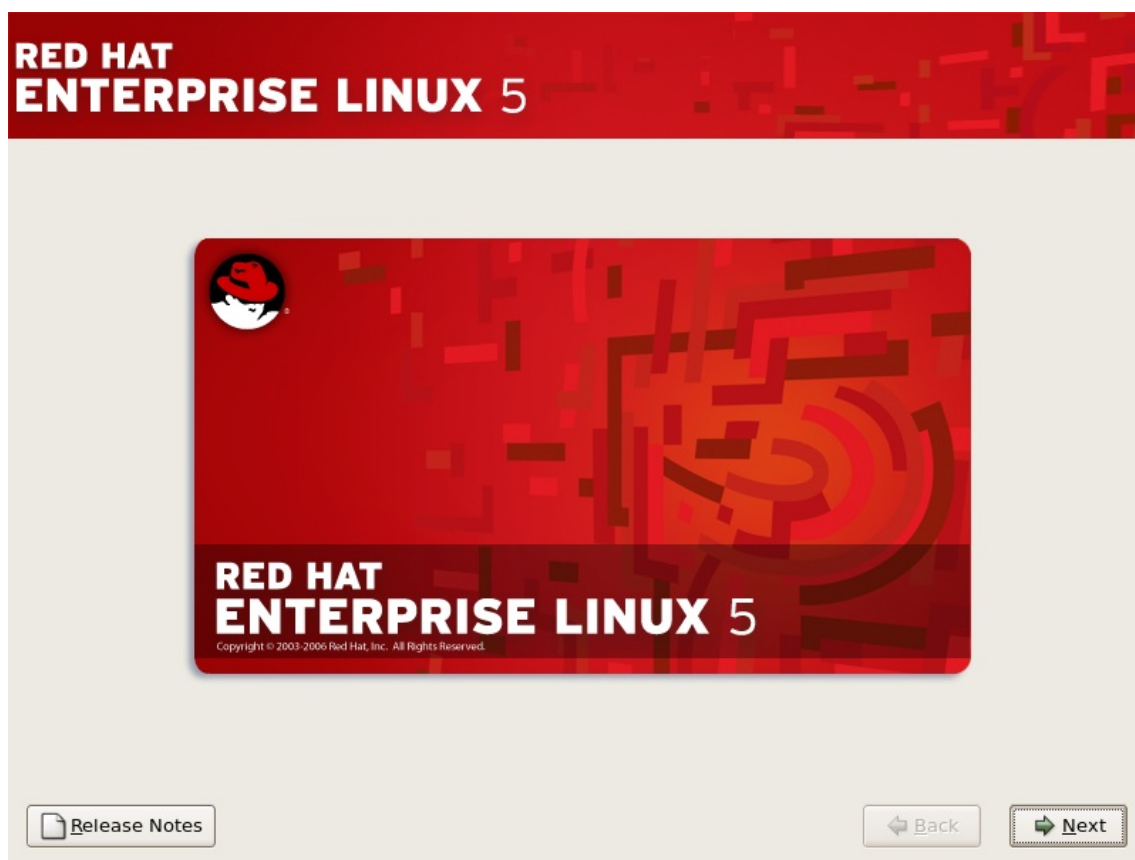 RED HAT
ENTERPRISE LINUX 5
®
RED HAT
ENTERPRISE LINUX 5
Copyright © 2003-2006 Red Hat, Inc. All Rights Reserved.
Release Notes
Back
Next